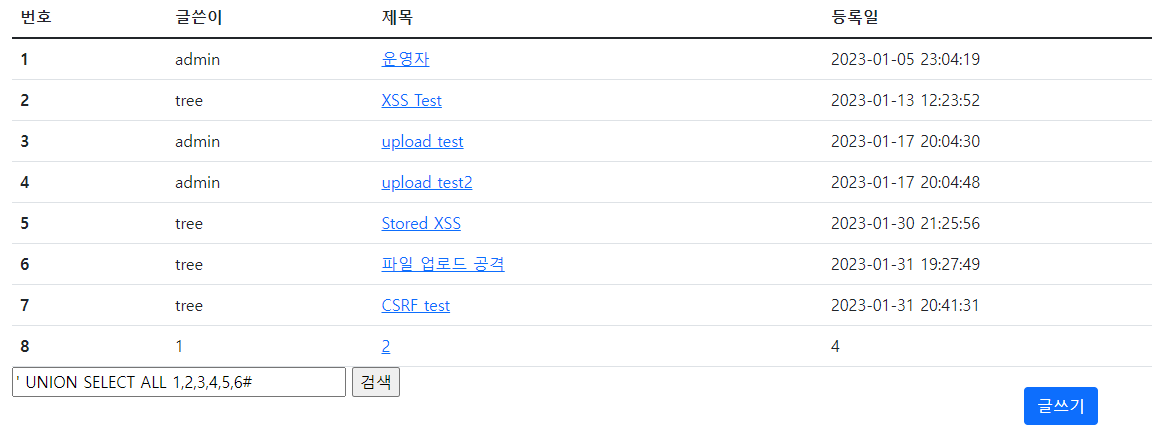 번호 글쓴이 제목 등록일
1 admin 운영자 2023-01-05 23:04:19
2 tree XSS Test 2023-01-13 12:23:52
3 admin upload test 2023-01-17 20:04:30
4 admin upload test2 2023-01-17 20:04:48
5 tree Stored XSS 2023-01-30 21:25:56
6 tree 파일 업로드 공격 2023-01-31 19:27:49
7 tree CSRF test 2023-01-31 20:41:31
8 1 2 4
' UNION SELECT ALL 1,2,3,4,5,6# 검색
글쓰기